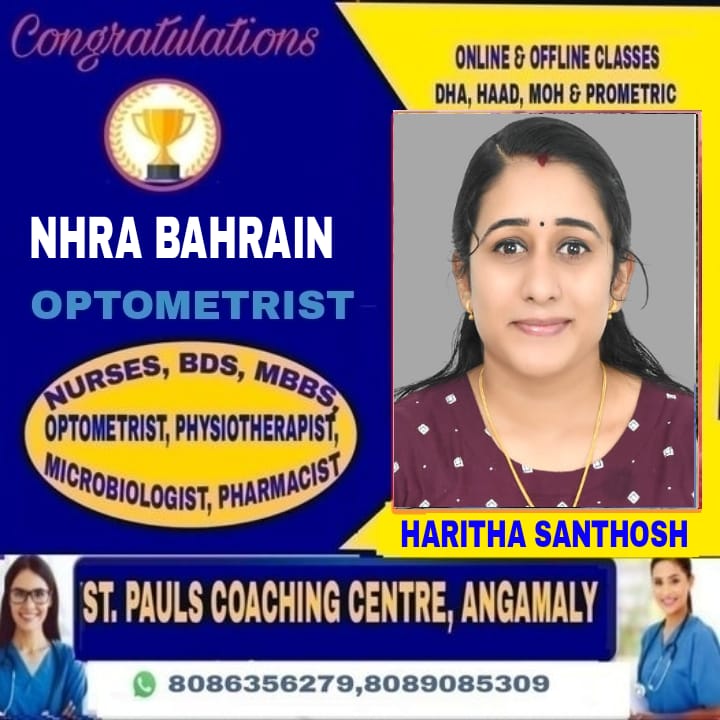 Congratulations
ONLINE & OFFLINE CLASSES
DHA, HAAD, MOH & PROMETRIC
NHRA BAHRAIN
OPTOMETRIST
NURSES, BDS, MBBS,
OPTOMETRIST, PHYSIOTHERAPIST,
MICROBIOLOGIST, PHARMACIST
HARITHA SANTHOSH
ST. PAULS COACHING CENTRE, ANGAMALY
8086356279,8089085309